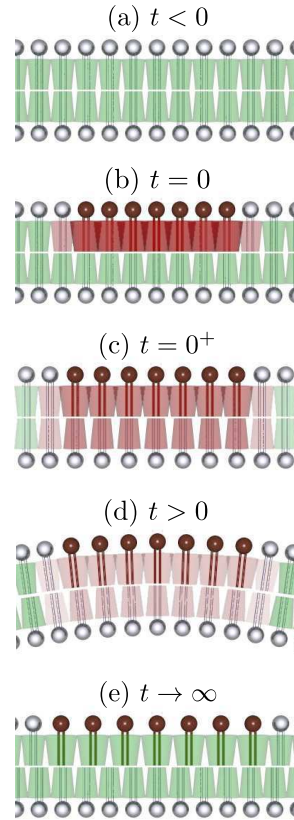 (a) t < 0
(b) t = 0
(c) t = 0⁺
(d) t > 0
(e) t → ∞